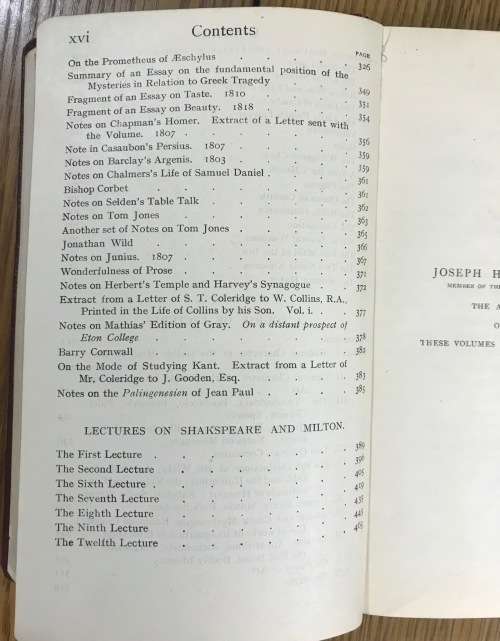 xvi Contents
PAGE
On the Prometheus of Æschylus . . . . . 326
Summary of an Essay on the fundamental position of the
Mysteries in Relation to Greek Tragedy . . . 349
Fragment of an Essay on Taste. 1810 . . . . 351
Fragment of an Essay on Beauty. 1818 . . . . 354
Notes on Chapman's Homer. Extract of a Letter sent with
the Volume. 1807 . . . . . . 356
Note in Casaubon's Persius. 1807 . . . . . 359
Notes on Barclay's Argenis. 1803 . . . . . 359
Notes on Chalmers's Life of Samuel Daniel . . . . 361
Bishop Corbet . . . . . . . 361
Notes on Selden's Table Talk . . . . . . 362
Notes on Tom Jones . . . . . . 363
Another set of Notes on Tom Jones . . . . . 365
Jonathan Wild . . . . . . . 366
Notes on Junius. 1807 . . . . . . 367
Wonderfulness of Prose . . . . . . 371
Notes on Herbert's Temple and Harvey's Synagogue . . 372
Extract from a Letter of S. T. Coleridge to W. Collins, R.A.,
Printed in the Life of Collins by his Son. Vol. i. . . 377
Notes on Mathias' Edition of Gray. On a distant prospect of
Eton College . . . . . . . 378
Barry Cornwall . . . . . . . 382
On the Mode of Studying Kant. Extract from a Letter of
Mr. Coleridge to J. Gooden, Esq. . . . . 383
Notes on the Palingenesien of Jean Paul . . . . 385
LECTURES ON SHAKSPEARE AND MILTON.
The First Lecture . . . . . . . 389
The Second Lecture . . . . . . 396
The Sixth Lecture . . . . . . . 405
The Seventh Lecture . . . . . . 419
The Eighth Lecture . . . . . . 435
The Ninth Lecture . . . . . . 445
The Twelfth Lecture . . . . . . 465
JOSEPH H
MEMBER OF THE
THE A
O
THESE VOLUMES